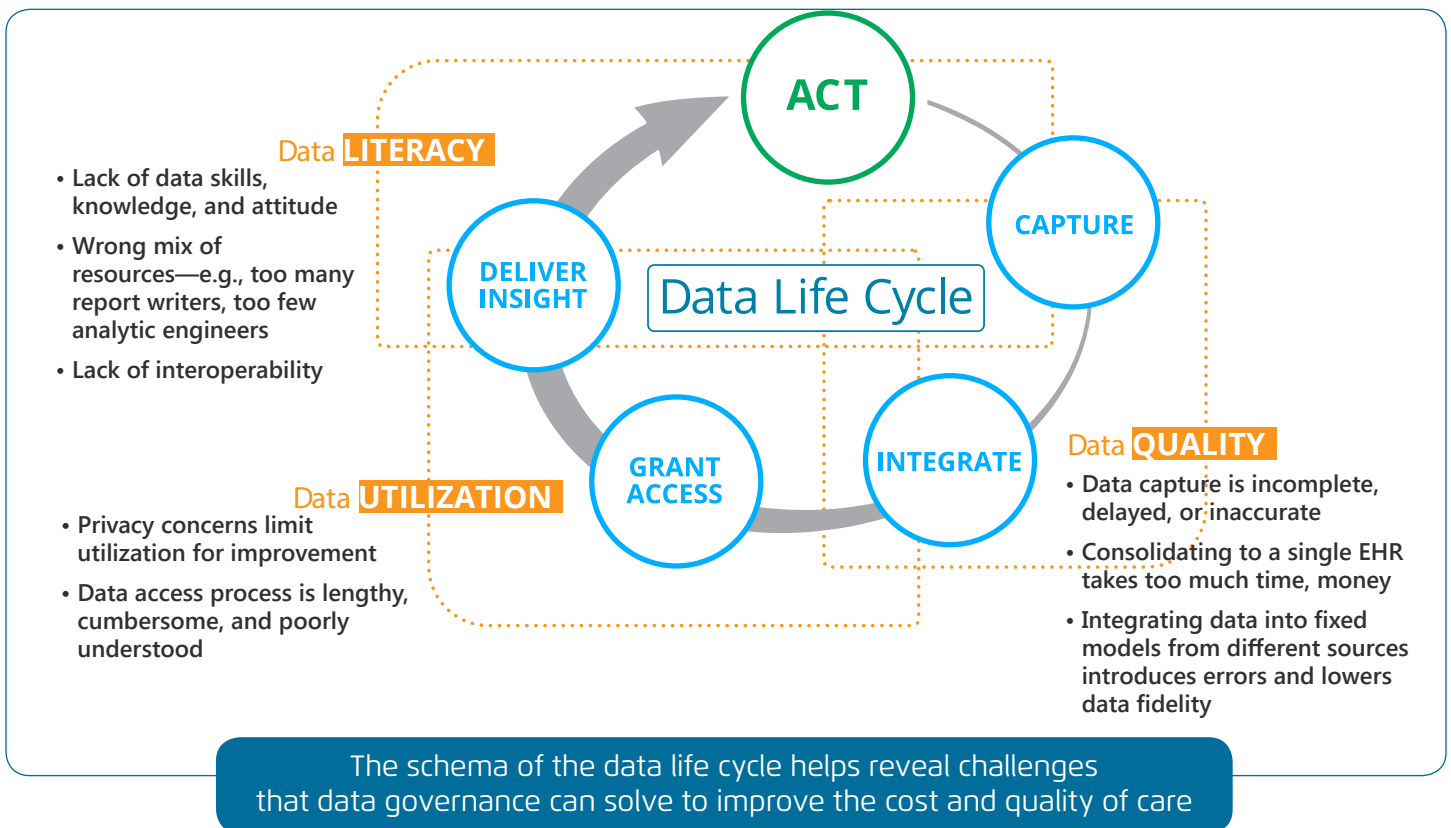 ACT
CAPTURE
INTEGRATE
GRANT
ACCESS
DELIVER
INSIGHT
Data Life Cycle
Data LITERACY
• Lack of data skills,
knowledge, and attitude
• Wrong mix of
resources—e.g., too many
report writers, too few
analytic engineers
• Lack of interoperability
Data UTILIZATION
• Privacy concerns limit
utilization for improvement
• Data access process is lengthy,
cumbersome, and poorly
understood
Data QUALITY
• Data capture is incomplete,
delayed, or inaccurate
• Consolidating to a single EHR
takes too much time, money
• Integrating data into fixed
models from different sources
introduces errors and lowers
data fidelity
The schema of the data life cycle helps reveal challenges
that data governance can solve to improve the cost and quality of care